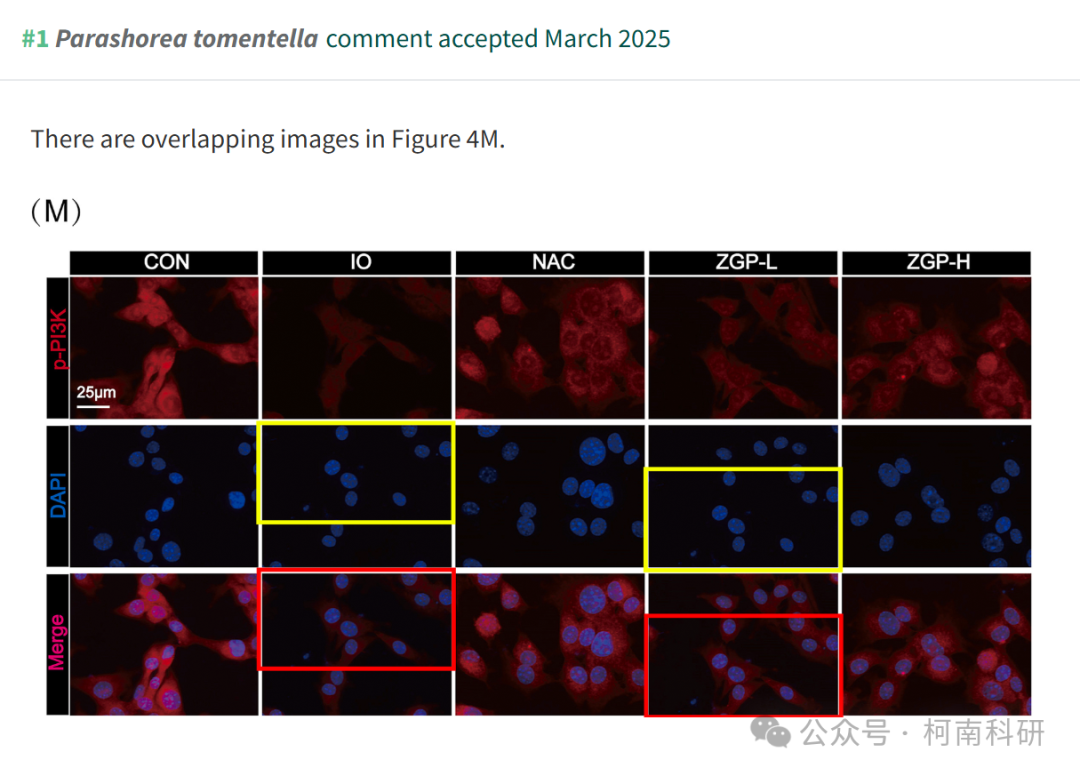 #1 Parashorea tomentella comment accepted March 2025
There are overlapping images in Figure 4M.
(M)
CON IO NAC ZGP-L ZGP-H
p-PI3K
25μm
DAPI
Merge
公众号 · 柯南科研